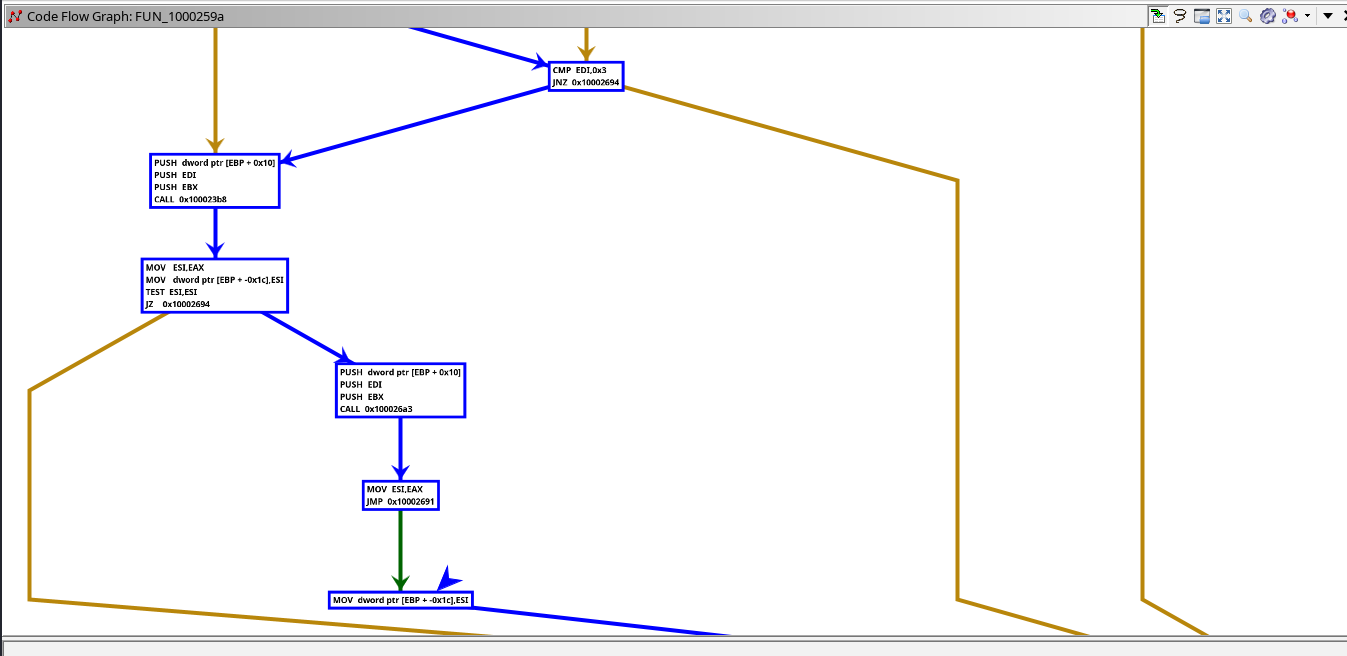 Code Flow Graph: FUN_1000259a
CMP EDI,0x3
JNZ 0x10002694
PUSH dword ptr [EBP + 0x10]
PUSH EDI
PUSH EBX
CALL 0x100023b8
MOV ESI,EAX
MOV dword ptr [EBP + -0x1c],ESI
TEST ESI,ESI
JZ 0x10002694
PUSH dword ptr [EBP + 0x10]
PUSH EDI
PUSH EBX
CALL 0x100026a3
MOV ESI,EAX
JMP 0x10002691
MOV dword ptr [EBP + -0x1c],ESI